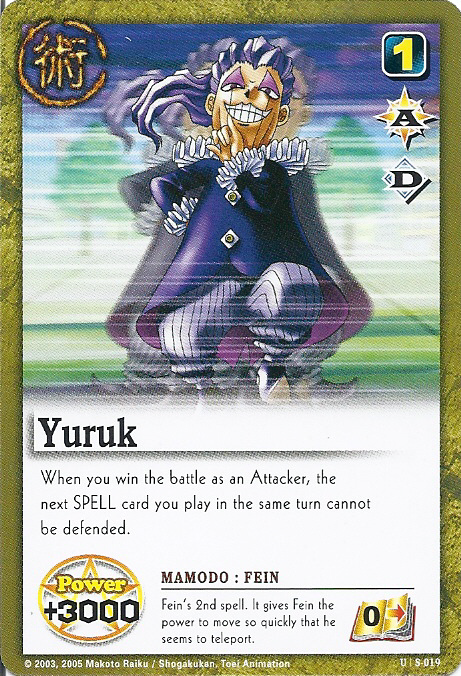 術
1
A
D
Yuruk
When you win the battle as an Attacker, the
next SPELL card you play in the same turn cannot
be defended.
Power
+3000
MAMODO : FEIN
Fein's 2nd spell. It gives Fein the
power to move so quickly that he
seems to teleport.
0
© 2003, 2005 Makoto Raiku / Shogakukan, Toei Animation
U | S-019